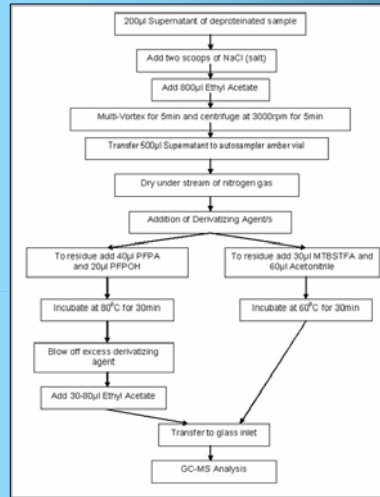 200µl Supernatant of deproteinated sample
Add two scoops of NaCl (salt)
Add 800µl Ethyl Acetate
Multi-Vortex for 5min and centrifuge at 3000rpm for 5min
Transfer 500µl Supernatant to autosampler amber vial
Dry under stream of nitrogen gas
Addition of Derivatizing Agent/s
To residue add 40µl PFPA
and 20µl PFPOH
To residue add 30µl MTBSTFA and
60µl Acetonitrile
Incubate at 80⁰C for 30min
Incubate at 60⁰C for 30min
Blow off excess derivatizing
agent
Add 30-80µl Ethyl Acetate
Transfer to glass inlet
GC-MS Analysis